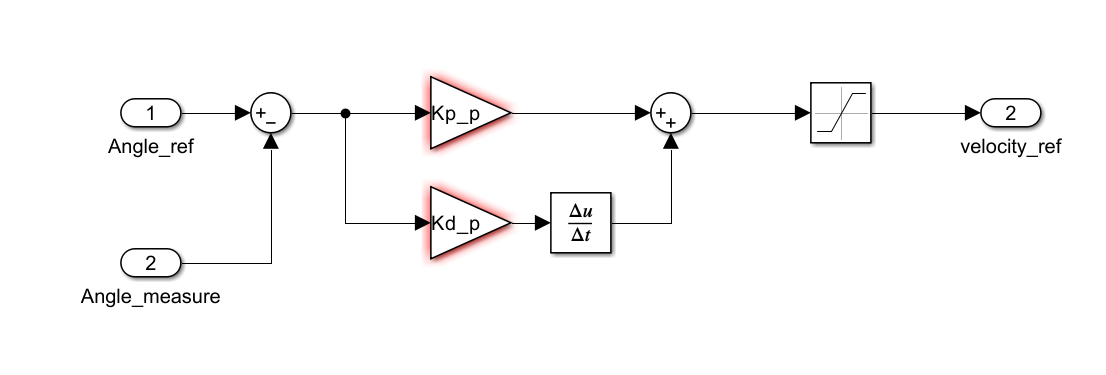 1
Angle_ref
+
−
Kp_p
+
+
2
velocity_ref
Kd_p
Δu
Δt
2
Angle_measure